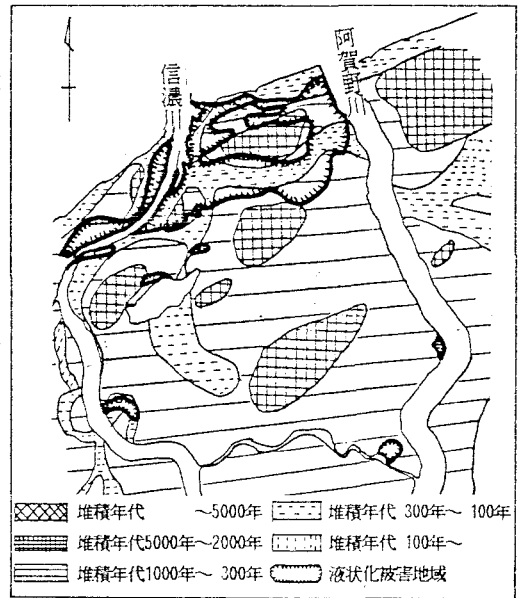 信濃
阿賀野川
堆積年代 ~5000年
堆積年代 300年~100年
堆積年代5000年~2000年
堆積年代 100年~
堆積年代1000年~ 300年
液状化被害地域